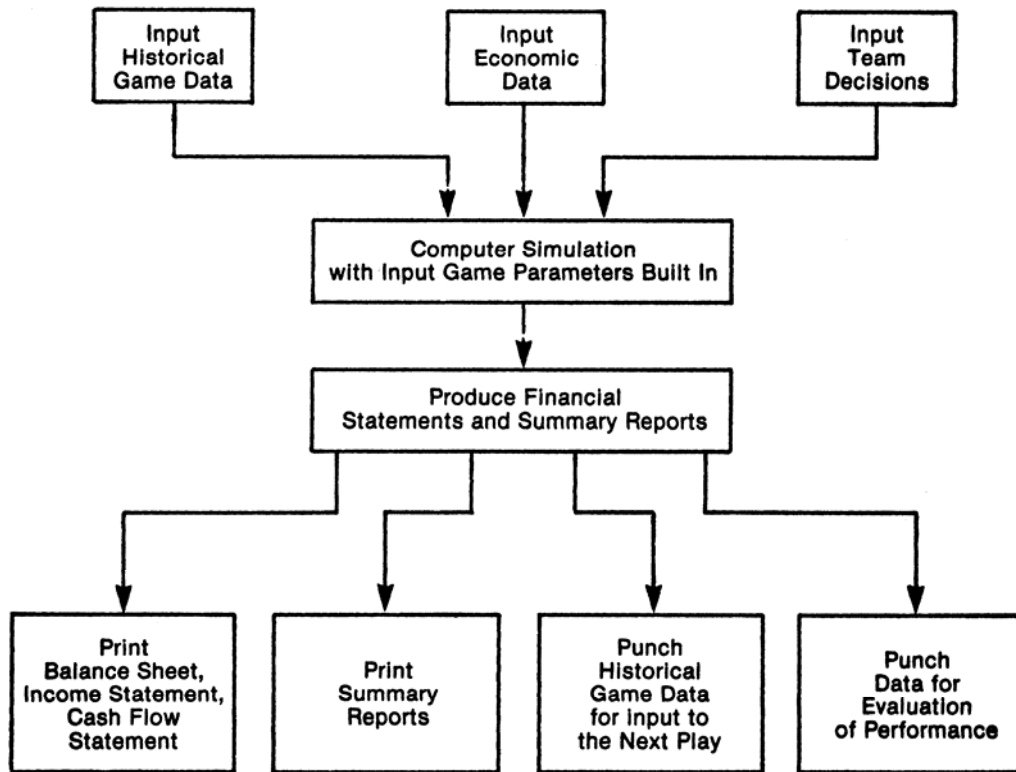 Input
Historical
Game Data
Input
Economic
Data
Input
Team
Decisions
Computer Simulation
with Input Game Parameters Built In
Produce Financial
Statements and Summary Reports
Print
Balance Sheet,
Income Statement,
Cash Flow
Statement
Print
Summary
Reports
Punch
Historical
Game Data
for input to
the Next Play
Punch
Data for
Evaluation
of Performance